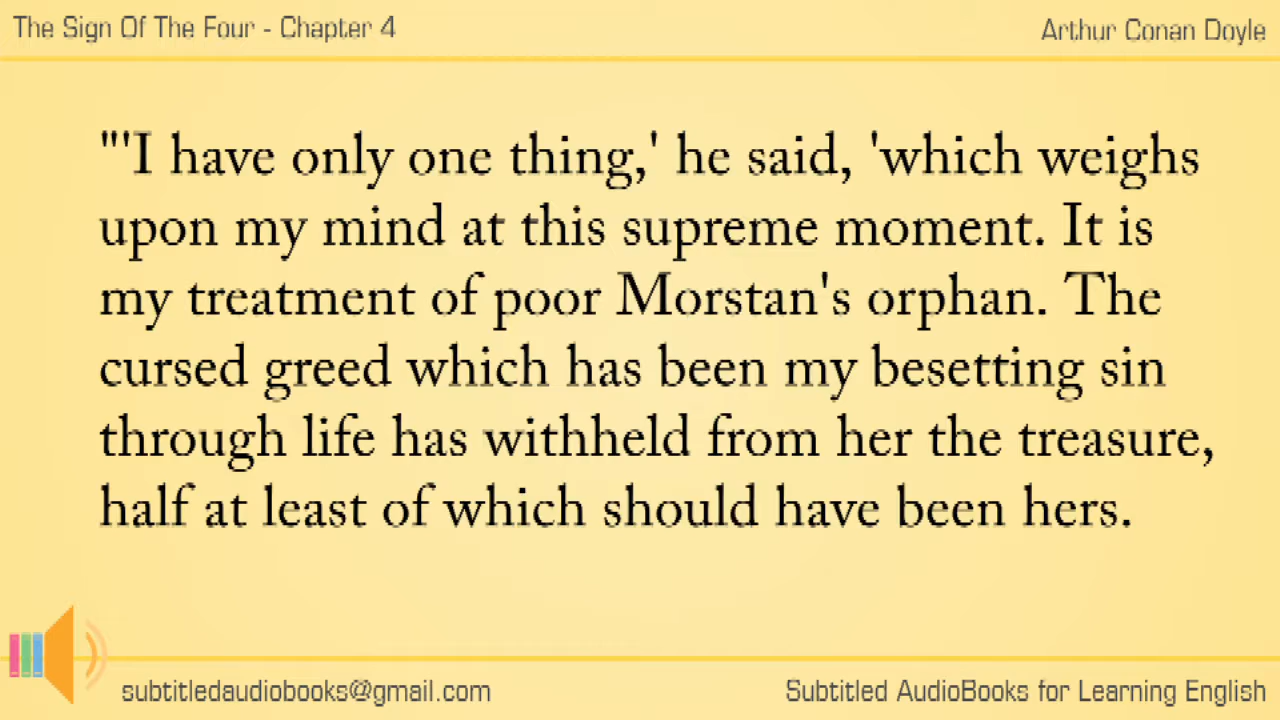 The Sign Of The Four - Chapter 4
Arthur Conan Doyle
"'I have only one thing,' he said, 'which weighs
upon my mind at this supreme moment. It is
my treatment of poor Morstan's orphan. The
cursed greed which has been my besetting sin
through life has withheld from her the treasure,
half at least of which should have been hers.
subtitledaudiobooks@gmail.com
Subtitled AudioBooks for Learning English